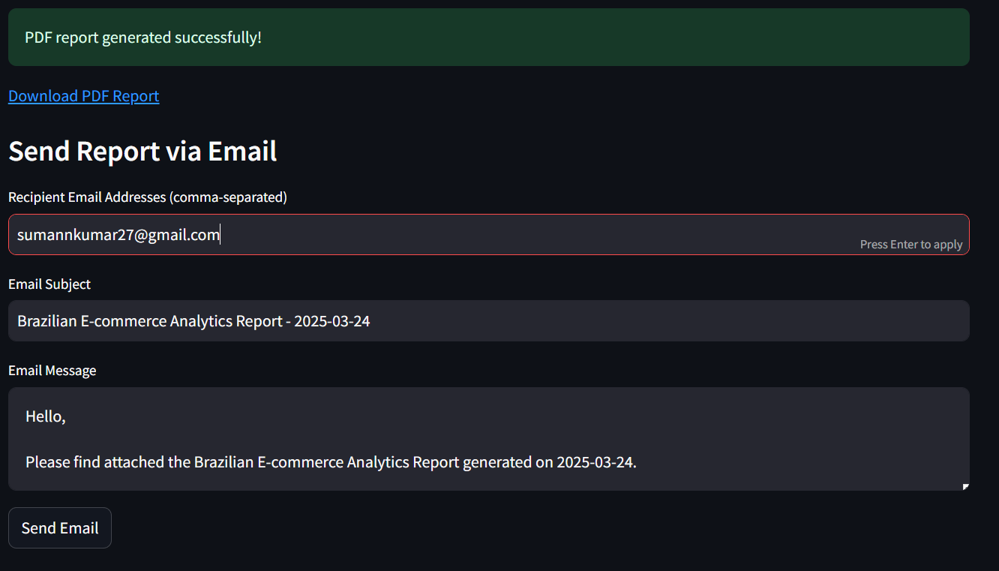 PDF report generated successfully!
Download PDF Report
Send Report via Email
Recipient Email Addresses (comma-separated)
sumannkumar27@gmail.com
Press Enter to apply
Email Subject
Brazilian E-commerce Analytics Report - 2025-03-24
Email Message
Hello,
Please find attached the Brazilian E-commerce Analytics Report generated on 2025-03-24.
Send Email